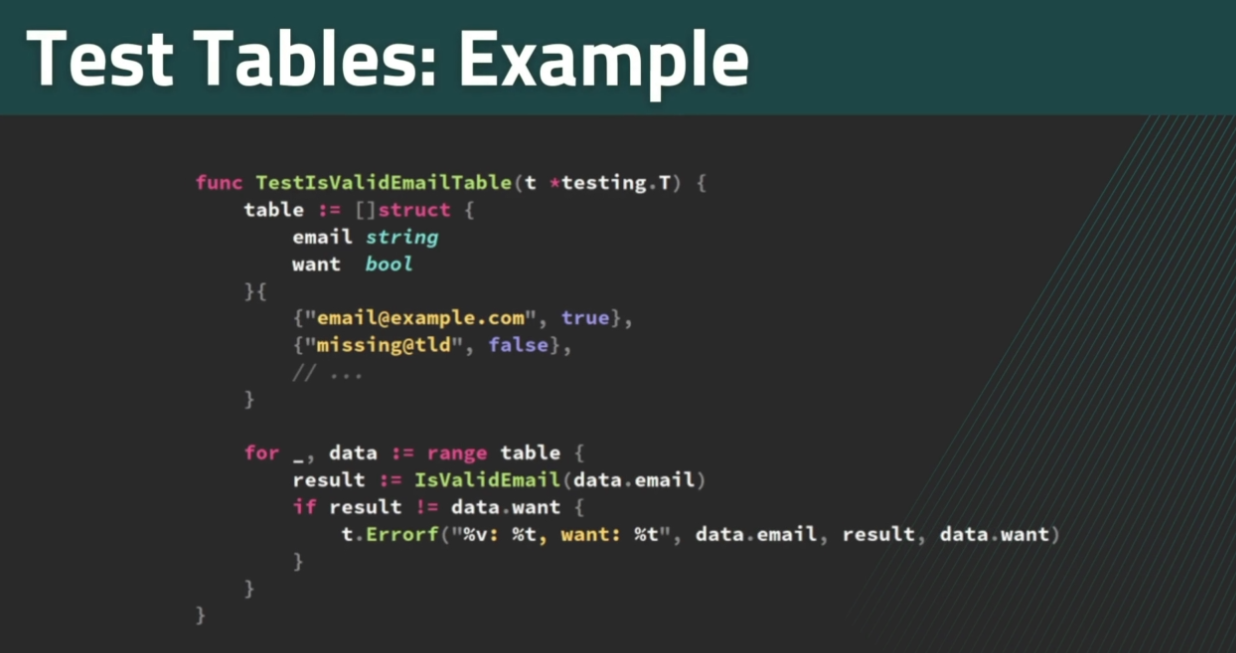 Test Tables: Example
func TestIsValidEmailTable(t *testing.T) {
    table := []struct {
        email string
        want  bool
    }{
        {"email@example.com", true},
        {"missing@tld", false},
        // ...
    }

    for _, data := range table {
        result := IsValidEmail(data.email)
        if result != data.want {
            t.Errorf("%v: %t, want: %t", data.email, result, data.want)
        }
    }
}